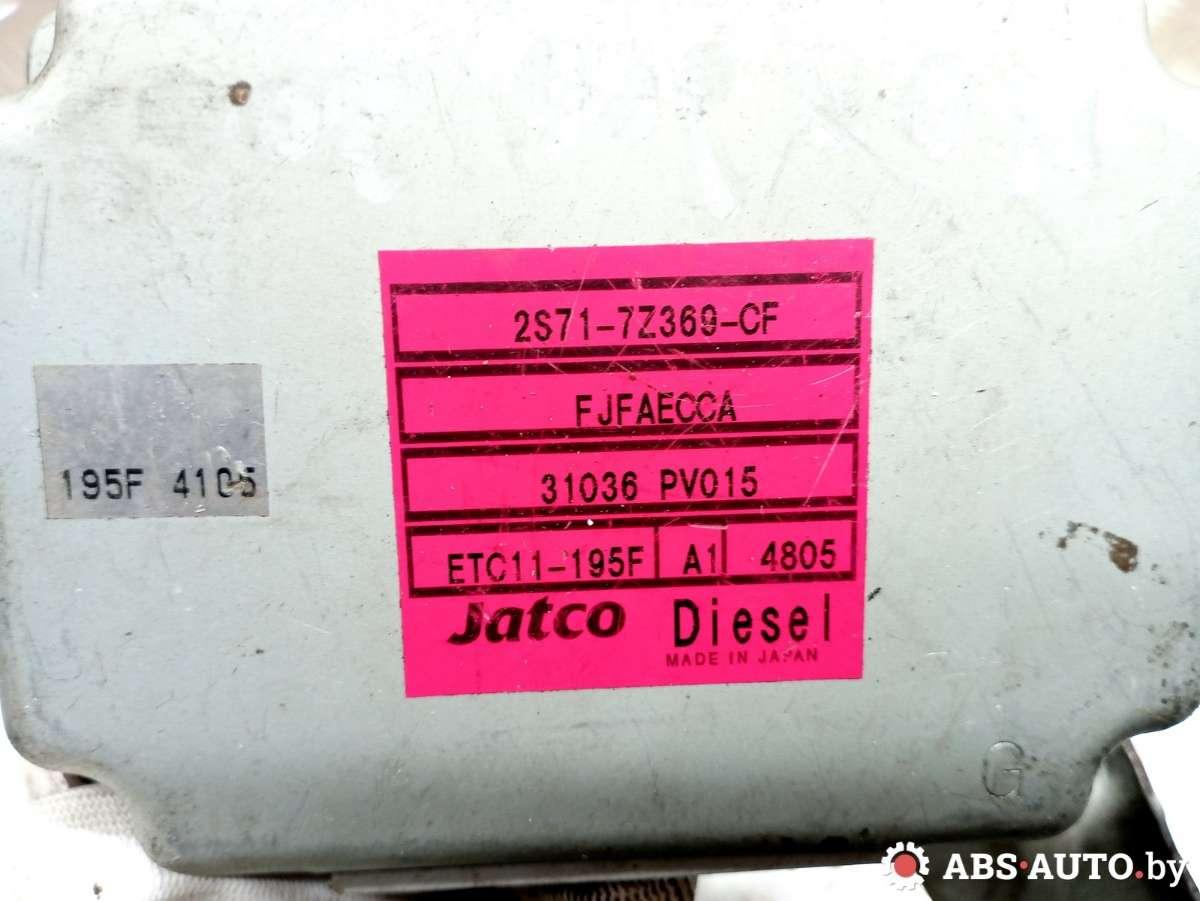 2S71-7Z369-CF
FJFAECCA
195F 4105
31036 PV015
ETC11-195F A1 4805
Jatco Diesel
MADE IN JAPAN
G
ABS·AUTO.by